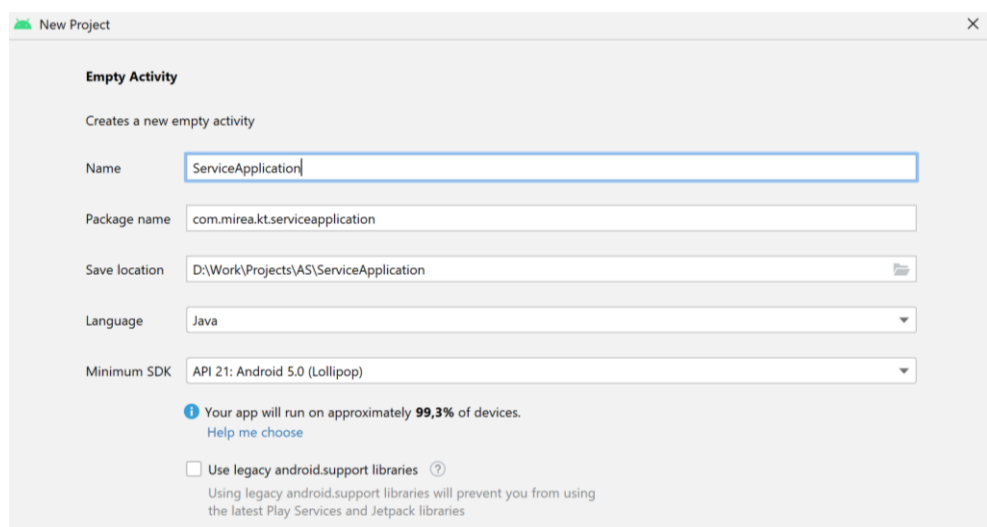 New Project
Empty Activity
Creates a new empty activity
Name ServiceApplication
Package name com.mirea.kt.serviceapplication
Save location D:\Work\Projects\AS\ServiceApplication
Language Java
Minimum SDK API 21: Android 5.0 (Lollipop)
Your app will run on approximately 99,3% of devices.
Help me choose
Use legacy android.support libraries ?
Using legacy android.support libraries will prevent you from using
the latest Play Services and Jetpack libraries